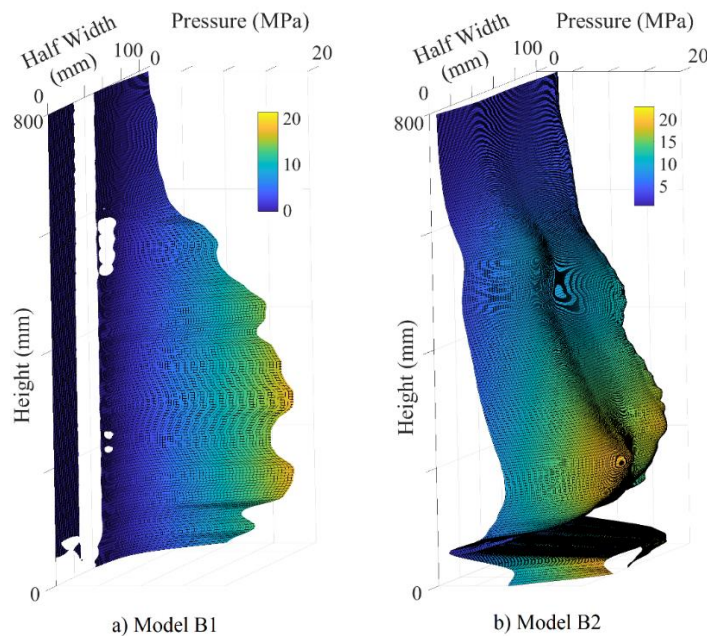 Half Width
(mm)
Pressure (MPa)
100
0
20
0
800
20
10
0
Height (mm)
0
a) Model B1
Half Width
(mm)
Pressure (MPa)
100
0
20
0
800
20
15
10
5
Height (mm)
0
b) Model B2